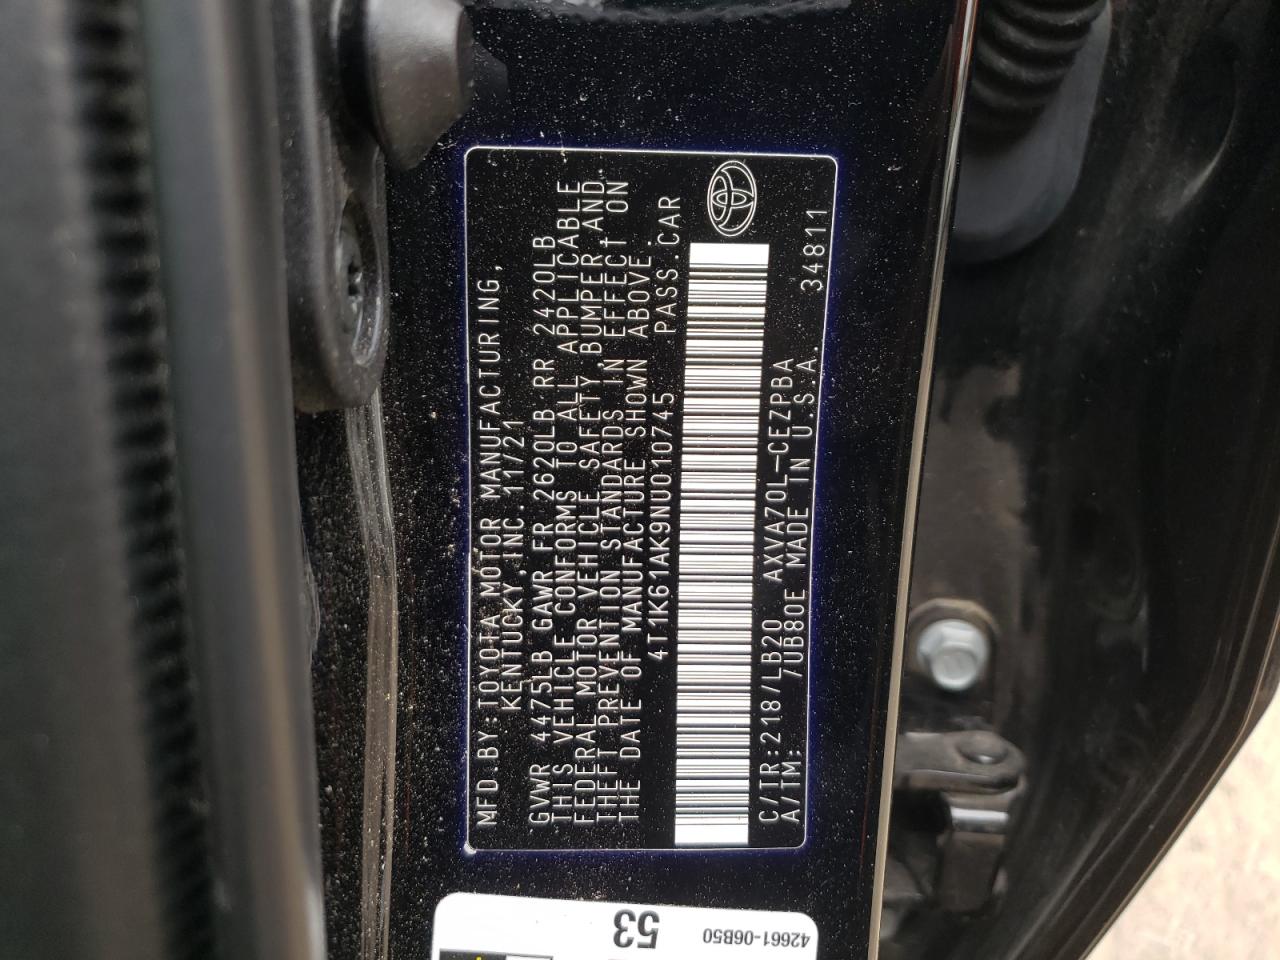 MFD.BY:TOYOTA MOTOR MANUFACTURING,
KENTUCKY,INC. 11/21
GVWR 4475LB GAWR FR 2620LB RR 2420LB
THIS VEHICLE CONFORMS TO ALL APPLICABLE
FEDERAL MOTOR VEHICLE SAFETY, BUMPER,AND
THEFT PREVENTION STANDARDS IN EFFECT ON
THE DATE OF MANUFACTURE SHOWN ABOVE.
4T1K61AK9NU010745 PASS.CAR
C/TR:218/LB20 AXVA70L-CEZPBA
A/TM: /UB80E MADE IN U.S.A. 34811
53
42661-06B50